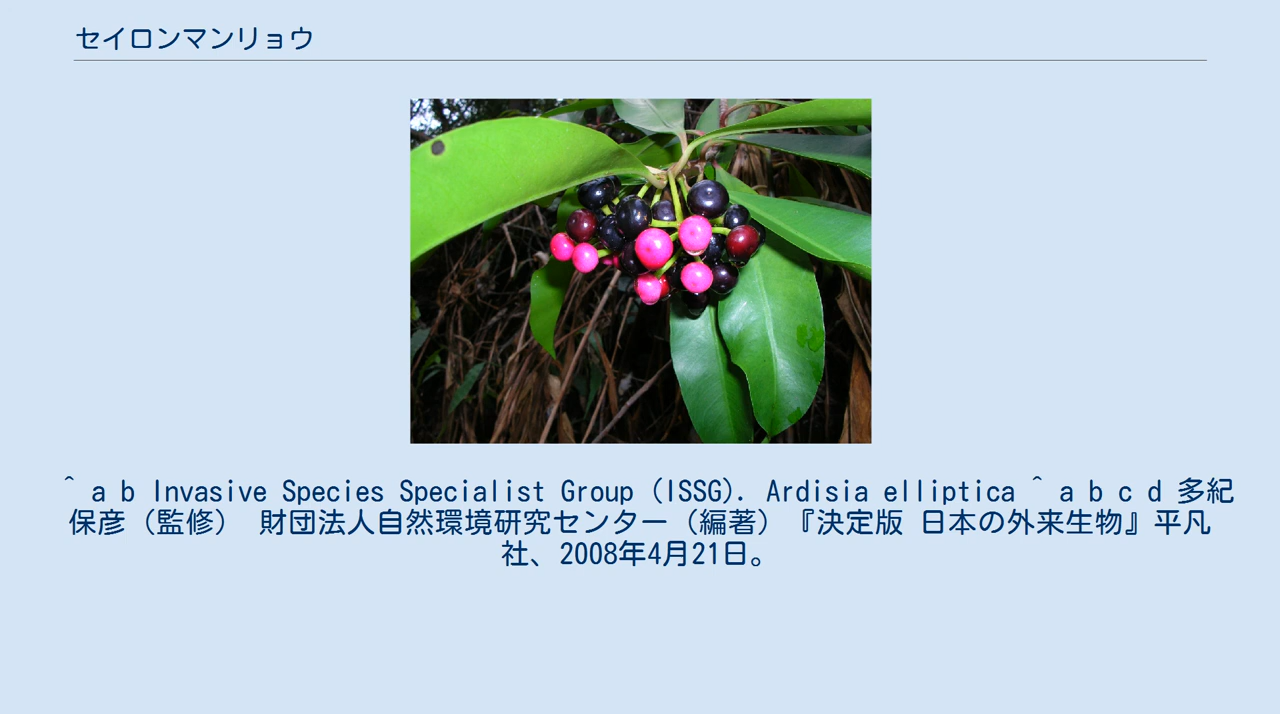 セイロンマンリョウ
^ a b Invasive Species Specialist Group (ISSG). Ardisia elliptica ^ a b c d 多紀
保彦（監修） 財団法人自然環境研究センター（編著）『決定版 日本の外来生物』平凡
社、2008年4月21日。